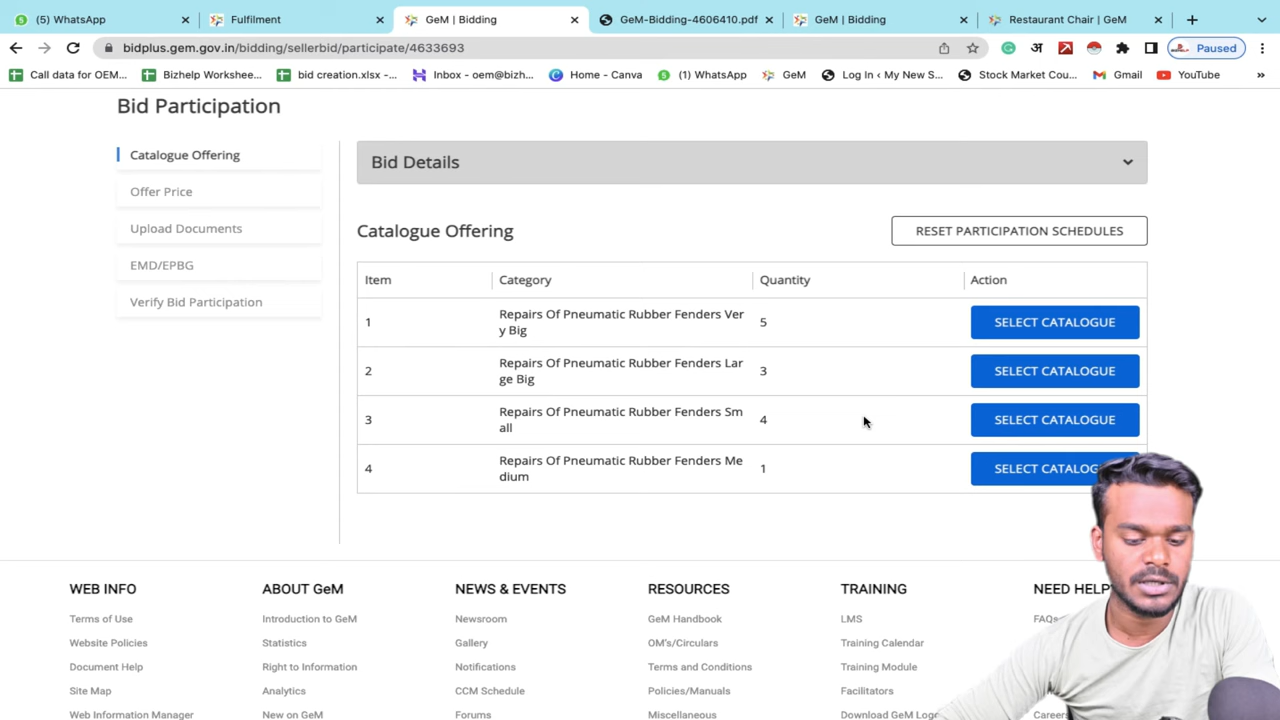 (1) WhatsApp
Fulfilment
GeM | Bidding
GeM-Bidding-4606410.pdf
GeM | Bidding
Restaurant Chair | GeM
bidplus.gem.gov.in/bidding/sellerbid/participate/4633693
Paused
Call data for OEM...
Bizhelp Workshee...
bid creation.xlsx -...
Inbox - oem@bizh...
Home - Canva
(1) WhatsApp
GeM
Log In ‹ My New S...
Stock Market Cou...
Gmail
YouTube
Bid Participation
Catalogue Offering
Offer Price
Upload Documents
EMD/EPBG
Verify Bid Participation
Bid Details
Catalogue Offering
RESET PARTICIPATION SCHEDULES
Item Category Quantity Action
1 Repairs Of Pneumatic Rubber Fenders Ver 5 SELECT CATALOGUE
y Big
2 Repairs Of Pneumatic Rubber Fenders Lar 3 SELECT CATALOGUE
ge Big
3 Repairs Of Pneumatic Rubber Fenders Sm 4 SELECT CATALOGUE
all
4 Repairs Of Pneumatic Rubber Fenders Me 1 SELECT
dium
WEB INFO
Terms of Use
Website Policies
Document Help
Site Map
Web Information Manager
ABOUT GeM
Introduction to GeM
Statistics
Right to Information
Analytics
New on GeM
NEWS & EVENTS
Newsroom
Gallery
Notifications
CCM Schedule
Forums
RESOURCES
GeM Handbook
OM's/Circulars
Terms and Conditions
Policies/Manuals
Miscellaneous
TRAINING
LMS
Training Calendar
Training Module
Facilitators
Download GeM
NEED
FAQs